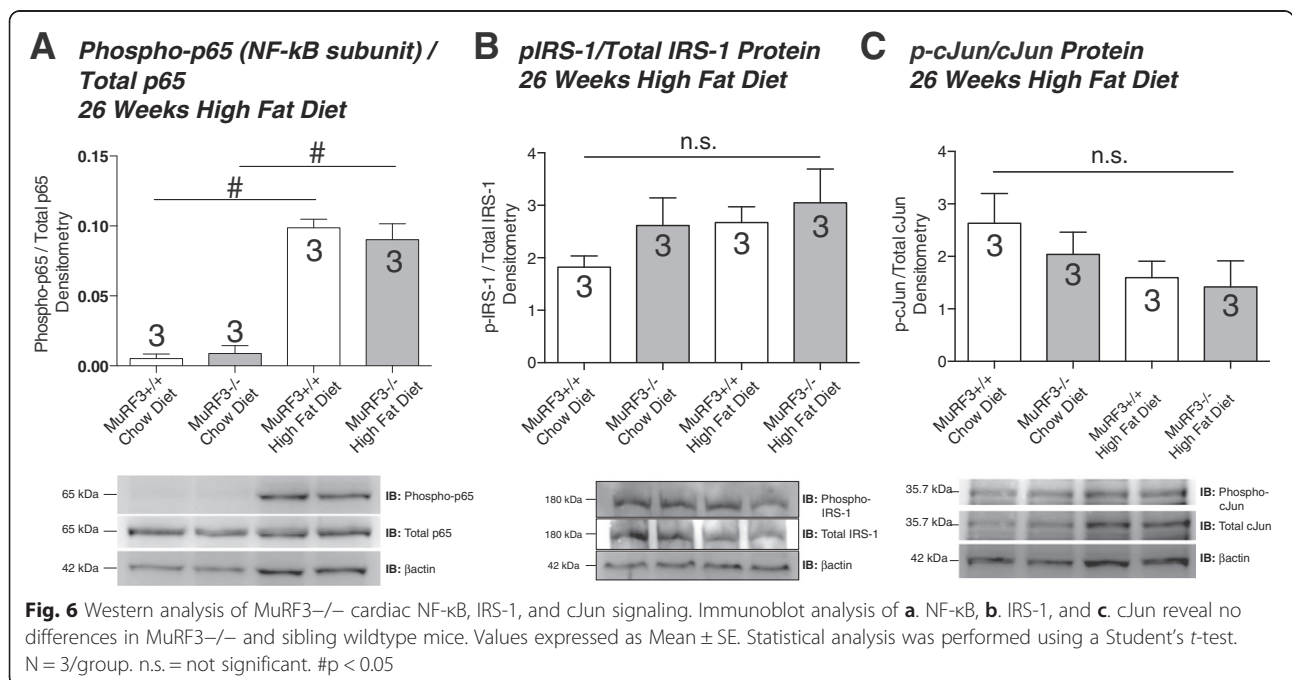 A Phospho-p65 (NF-kB subunit) /
Total p65
26 Weeks High Fat Diet
0.15
0.10
0.05
0.00
Phospho-p65 / Total p65
Densitometry
#
#
3
3
3
3
MuRF3+/+
Chow Diet
MuRF3-/-
Chow Diet
MuRF3+/+
High Fat Diet
MuRF3-/-
High Fat Diet
65 kDa
IB: Phospho-p65
65 kDa
IB: Total p65
42 kDa
IB: βactin
B pIRS-1/Total IRS-1 Protein
26 Weeks High Fat Diet
4
3
2
1
0
p-IRS-1 / Total IRS-1
Densitometry
n.s.
3
3
3
3
MuRF3+/+
Chow Diet
MuRF3-/-
Chow Diet
MuRF3+/+
High Fat Diet
MuRF3-/-
High Fat Diet
180 kDa
IB: Phospho-
IRS-1
180 kDa
IB: Total IRS-1
42 kDa
IB: βactin
C p-cJun/cJun Protein
26 Weeks High Fat Diet
4
3
2
1
0
p-cJun /Total cJun
Densitometry
n.s.
3
3
3
3
MuRF3+/+
Chow Diet
MuRF3-/-
Chow Diet
MuRF3+/+
High Fat Diet
MuRF3-/-
High Fat Diet
35.7 kDa
IB: Phospho-
cJun
35.7 kDa
IB: Total cJun
42 kDa
IB: βactin
Fig. 6 Western analysis of MuRF3−/− cardiac NF-κB, IRS-1, and cJun signaling. Immunoblot analysis of a. NF-κB, b. IRS-1, and c. cJun reveal no
differences in MuRF3−/− and sibling wildtype mice. Values expressed as Mean ± SE. Statistical analysis was performed using a Student's t-test.
N = 3/group. n.s. = not significant. #p < 0.05